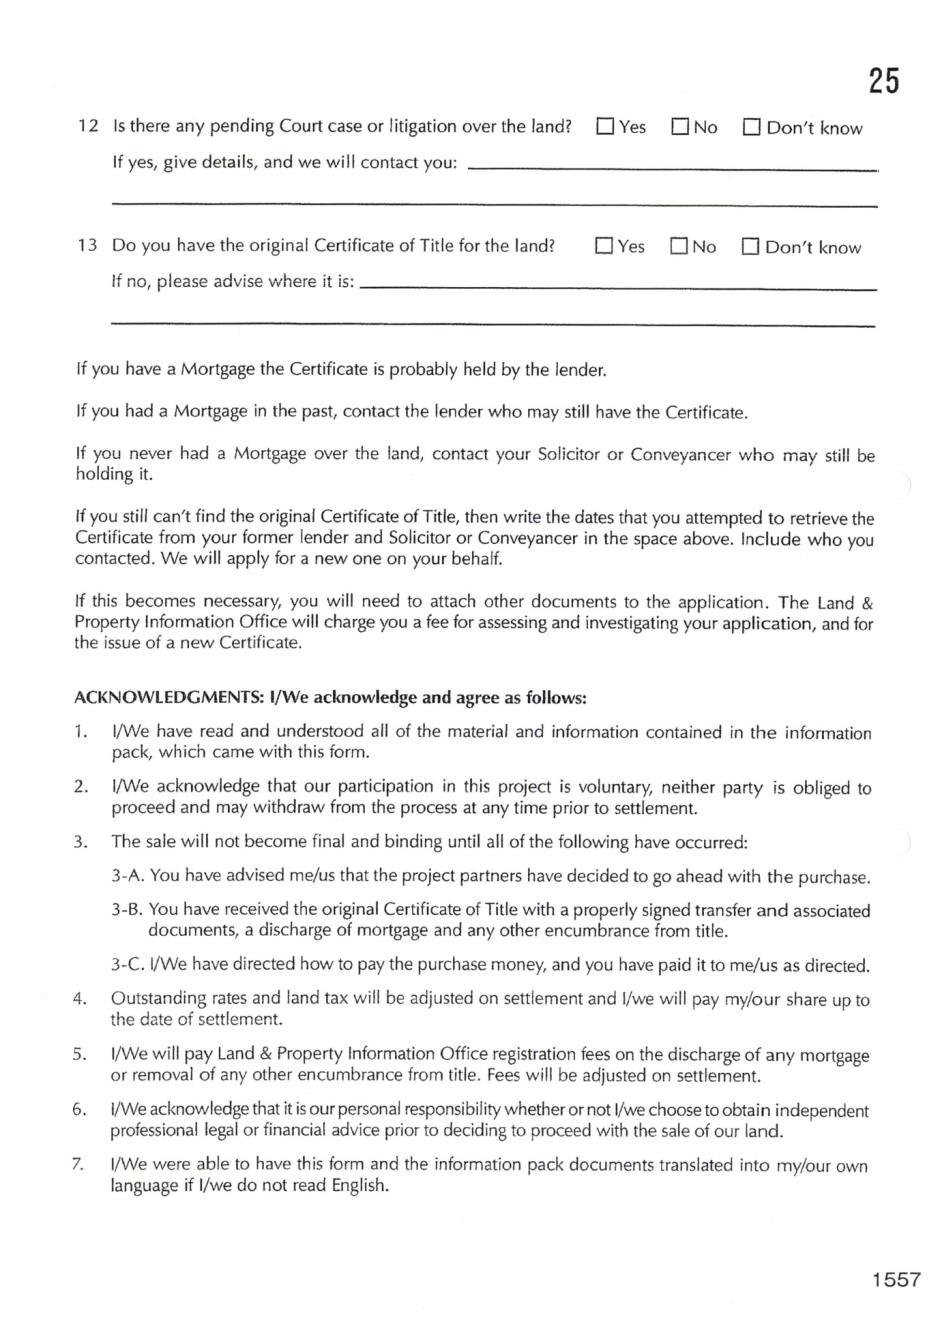 25
12 Is there any pending Court case or litigation over the land? ☐ Yes ☐ No ☐ Don't know
If yes, give details, and we will contact you:
13 Do you have the original Certificate of Title for the land? ☐ Yes ☐ No ☐ Don't know
If no, please advise where it is:
If you have a Mortgage the Certificate is probably held by the lender.
If you had a Mortgage in the past, contact the lender who may still have the Certificate.
If you never had a Mortgage over the land, contact your Solicitor or Conveyancer who may still be
holding it.
If you still can't find the original Certificate of Title, then write the dates that you attempted to retrieve the
Certificate from your former lender and Solicitor or Conveyancer in the space above. Include who you
contacted. We will apply for a new one on your behalf.
If this becomes necessary, you will need to attach other documents to the application. The Land &
Property Information Office will charge you a fee for assessing and investigating your application, and for
the issue of a new Certificate.
ACKNOWLEDGMENTS: I/We acknowledge and agree as follows:
1. I/We have read and understood all of the material and information contained in the information
pack, which came with this form.
2. I/We acknowledge that our participation in this project is voluntary, neither party is obliged to
proceed and may withdraw from the process at any time prior to settlement.
3. The sale will not become final and binding until all of the following have occurred:
3-A. You have advised me/us that the project partners have decided to go ahead with the purchase.
3-B. You have received the original Certificate of Title with a properly signed transfer and associated
documents, a discharge of mortgage and any other encumbrance from title.
3-C. I/We have directed how to pay the purchase money, and you have paid it to me/us as directed.
4. Outstanding rates and land tax will be adjusted on settlement and I/we will pay my/our share up to
the date of settlement.
5. I/We will pay Land & Property Information Office registration fees on the discharge of any mortgage
or removal of any other encumbrance from title. Fees will be adjusted on settlement.
6. I/We acknowledge that it is our personal responsibility whether or not I/we choose to obtain independent
professional legal or financial advice prior to deciding to proceed with the sale of our land.
7. I/We were able to have this form and the information pack documents translated into my/our own
language if I/we do not read English.
1557